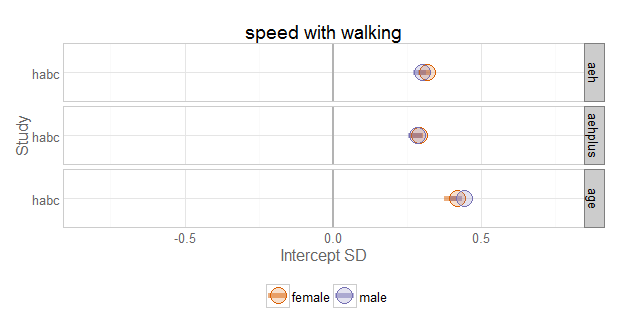 speed with walking
habc
aeh
habc
aehplus
habc
age
Study
-0.5
0.0
0.5
Intercept SD
female
male